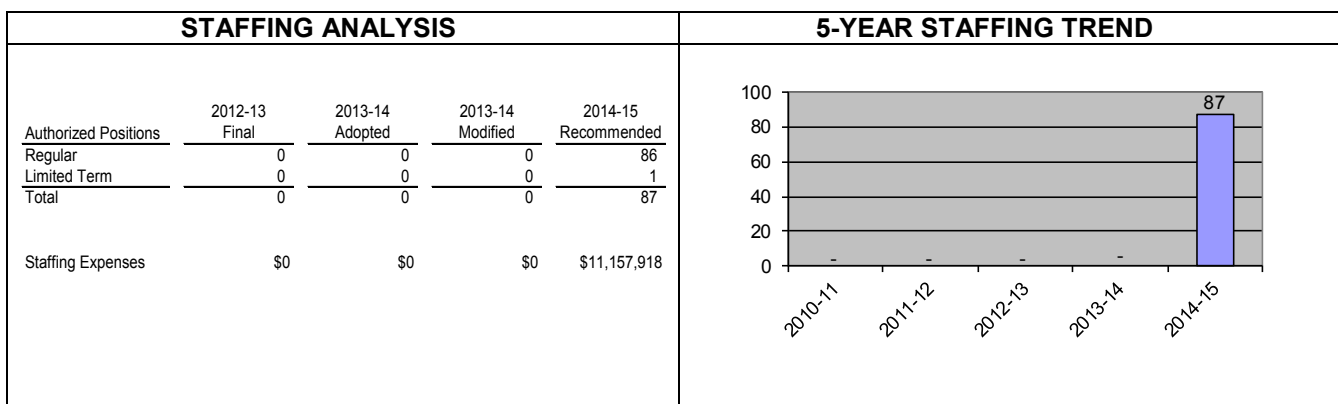 STAFFING ANALYSIS
2012-13 2013-14 2013-14 2014-15
Authorized Positions Final Adopted Modified Recommended
Regular 0 0 0 86
Limited Term 0 0 0 1
Total 0 0 0 87
Staffing Expenses $0 $0 $0 $11,157,918
5-YEAR STAFFING TREND
100
80
60
40
20
0
- - - - 87
2010-11 2011-12 2012-13 2013-14 2014-15